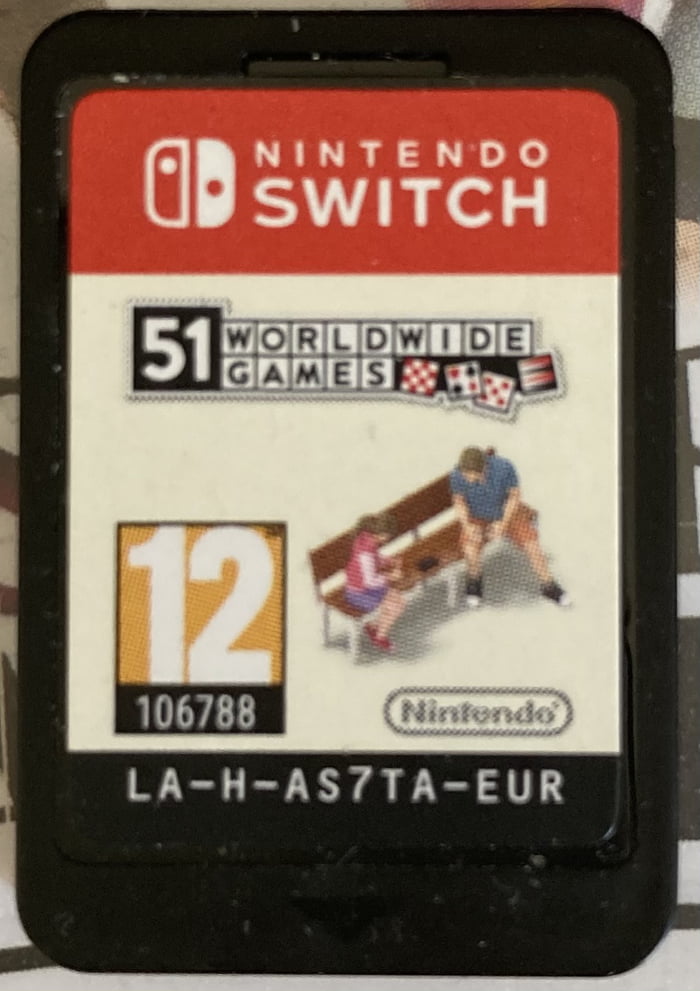 NINTENDO
SWITCH
51 WORLDWIDE
GAMES
12
106788
Nintendo
LA-H-AS7TA-EUR